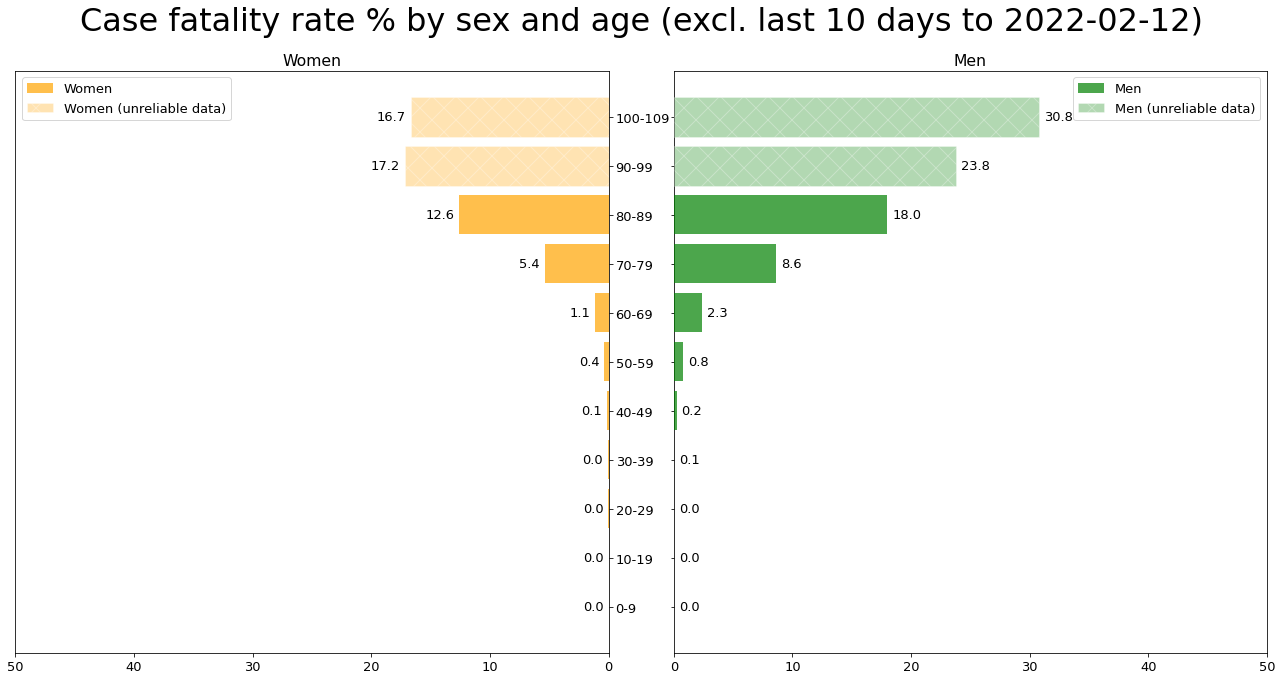 Case fatality rate % by sex and age (excl. last 10 days to 2022-02-12)
Women
Men
Women
Women (unreliable data)
Men
Men (unreliable data)
16.7 100-109 30.8
17.2 90-99 23.8
12.6 80-89 18.0
5.4 70-79 8.6
1.1 60-69 2.3
0.4 50-59 0.8
0.1 40-49 0.2
0.0 30-39 0.1
0.0 20-29 0.0
0.0 10-19 0.0
0.0 0-9 0.0
50 40 30 20 10 0
0 10 20 30 40 50